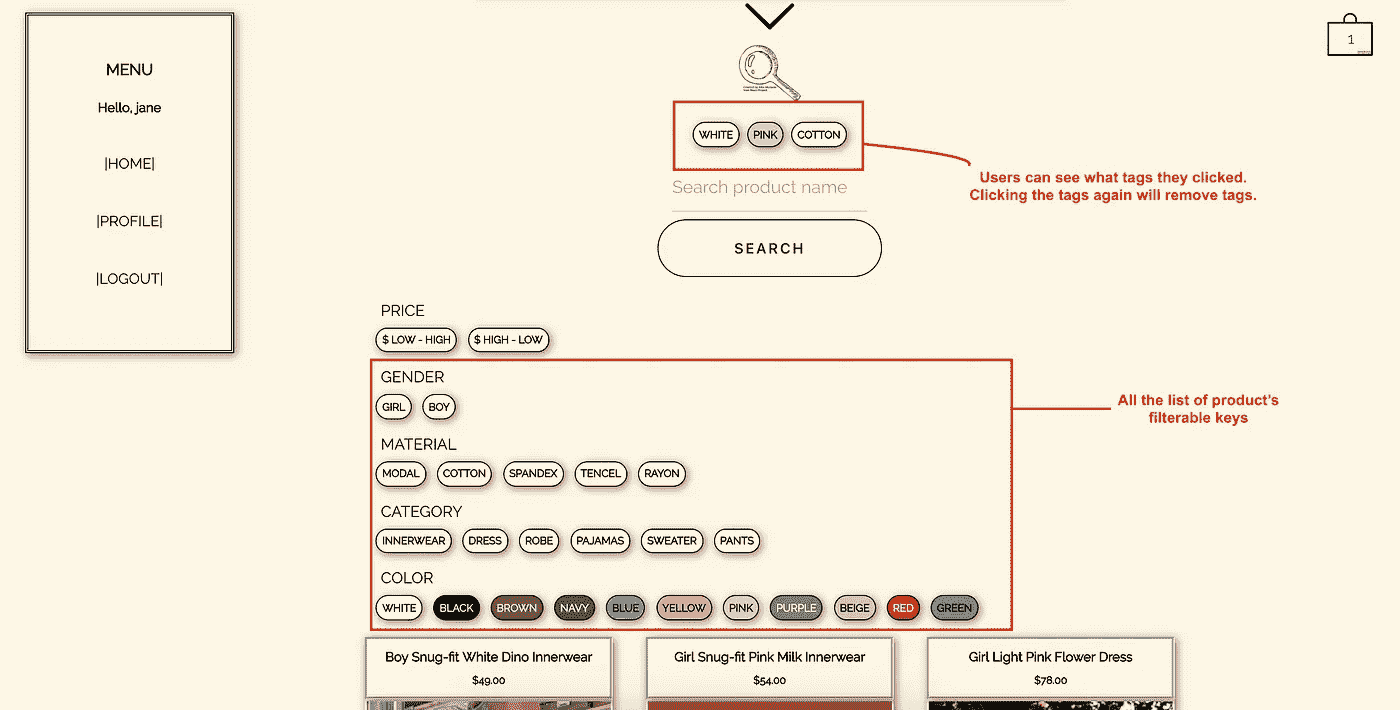 MENU
Hello, jane
|HOME|
|PROFILE|
|LOGOUT|
1
WHITE PINK COTTON
Users can see what tags they clicked.
Clicking the tags again will remove tags.
Search product name
SEARCH
PRICE
$ LOW - HIGH $ HIGH - LOW
GENDER
GIRL BOY
All the list of product's
filterable keys
MATERIAL
MODAL COTTON SPANDEX TENCEL RAYON
CATEGORY
INNERWEAR DRESS ROBE PAJAMAS SWEATER PANTS
COLOR
WHITE BLACK BROWN NAVY BLUE YELLOW PINK PURPLE BEIGE RED GREEN
Boy Snug-fit White Dino Innerwear
$49.00
Girl Snug-fit Pink Milk Innerwear
$54.00
Girl Light Pink Flower Dress
$78.00